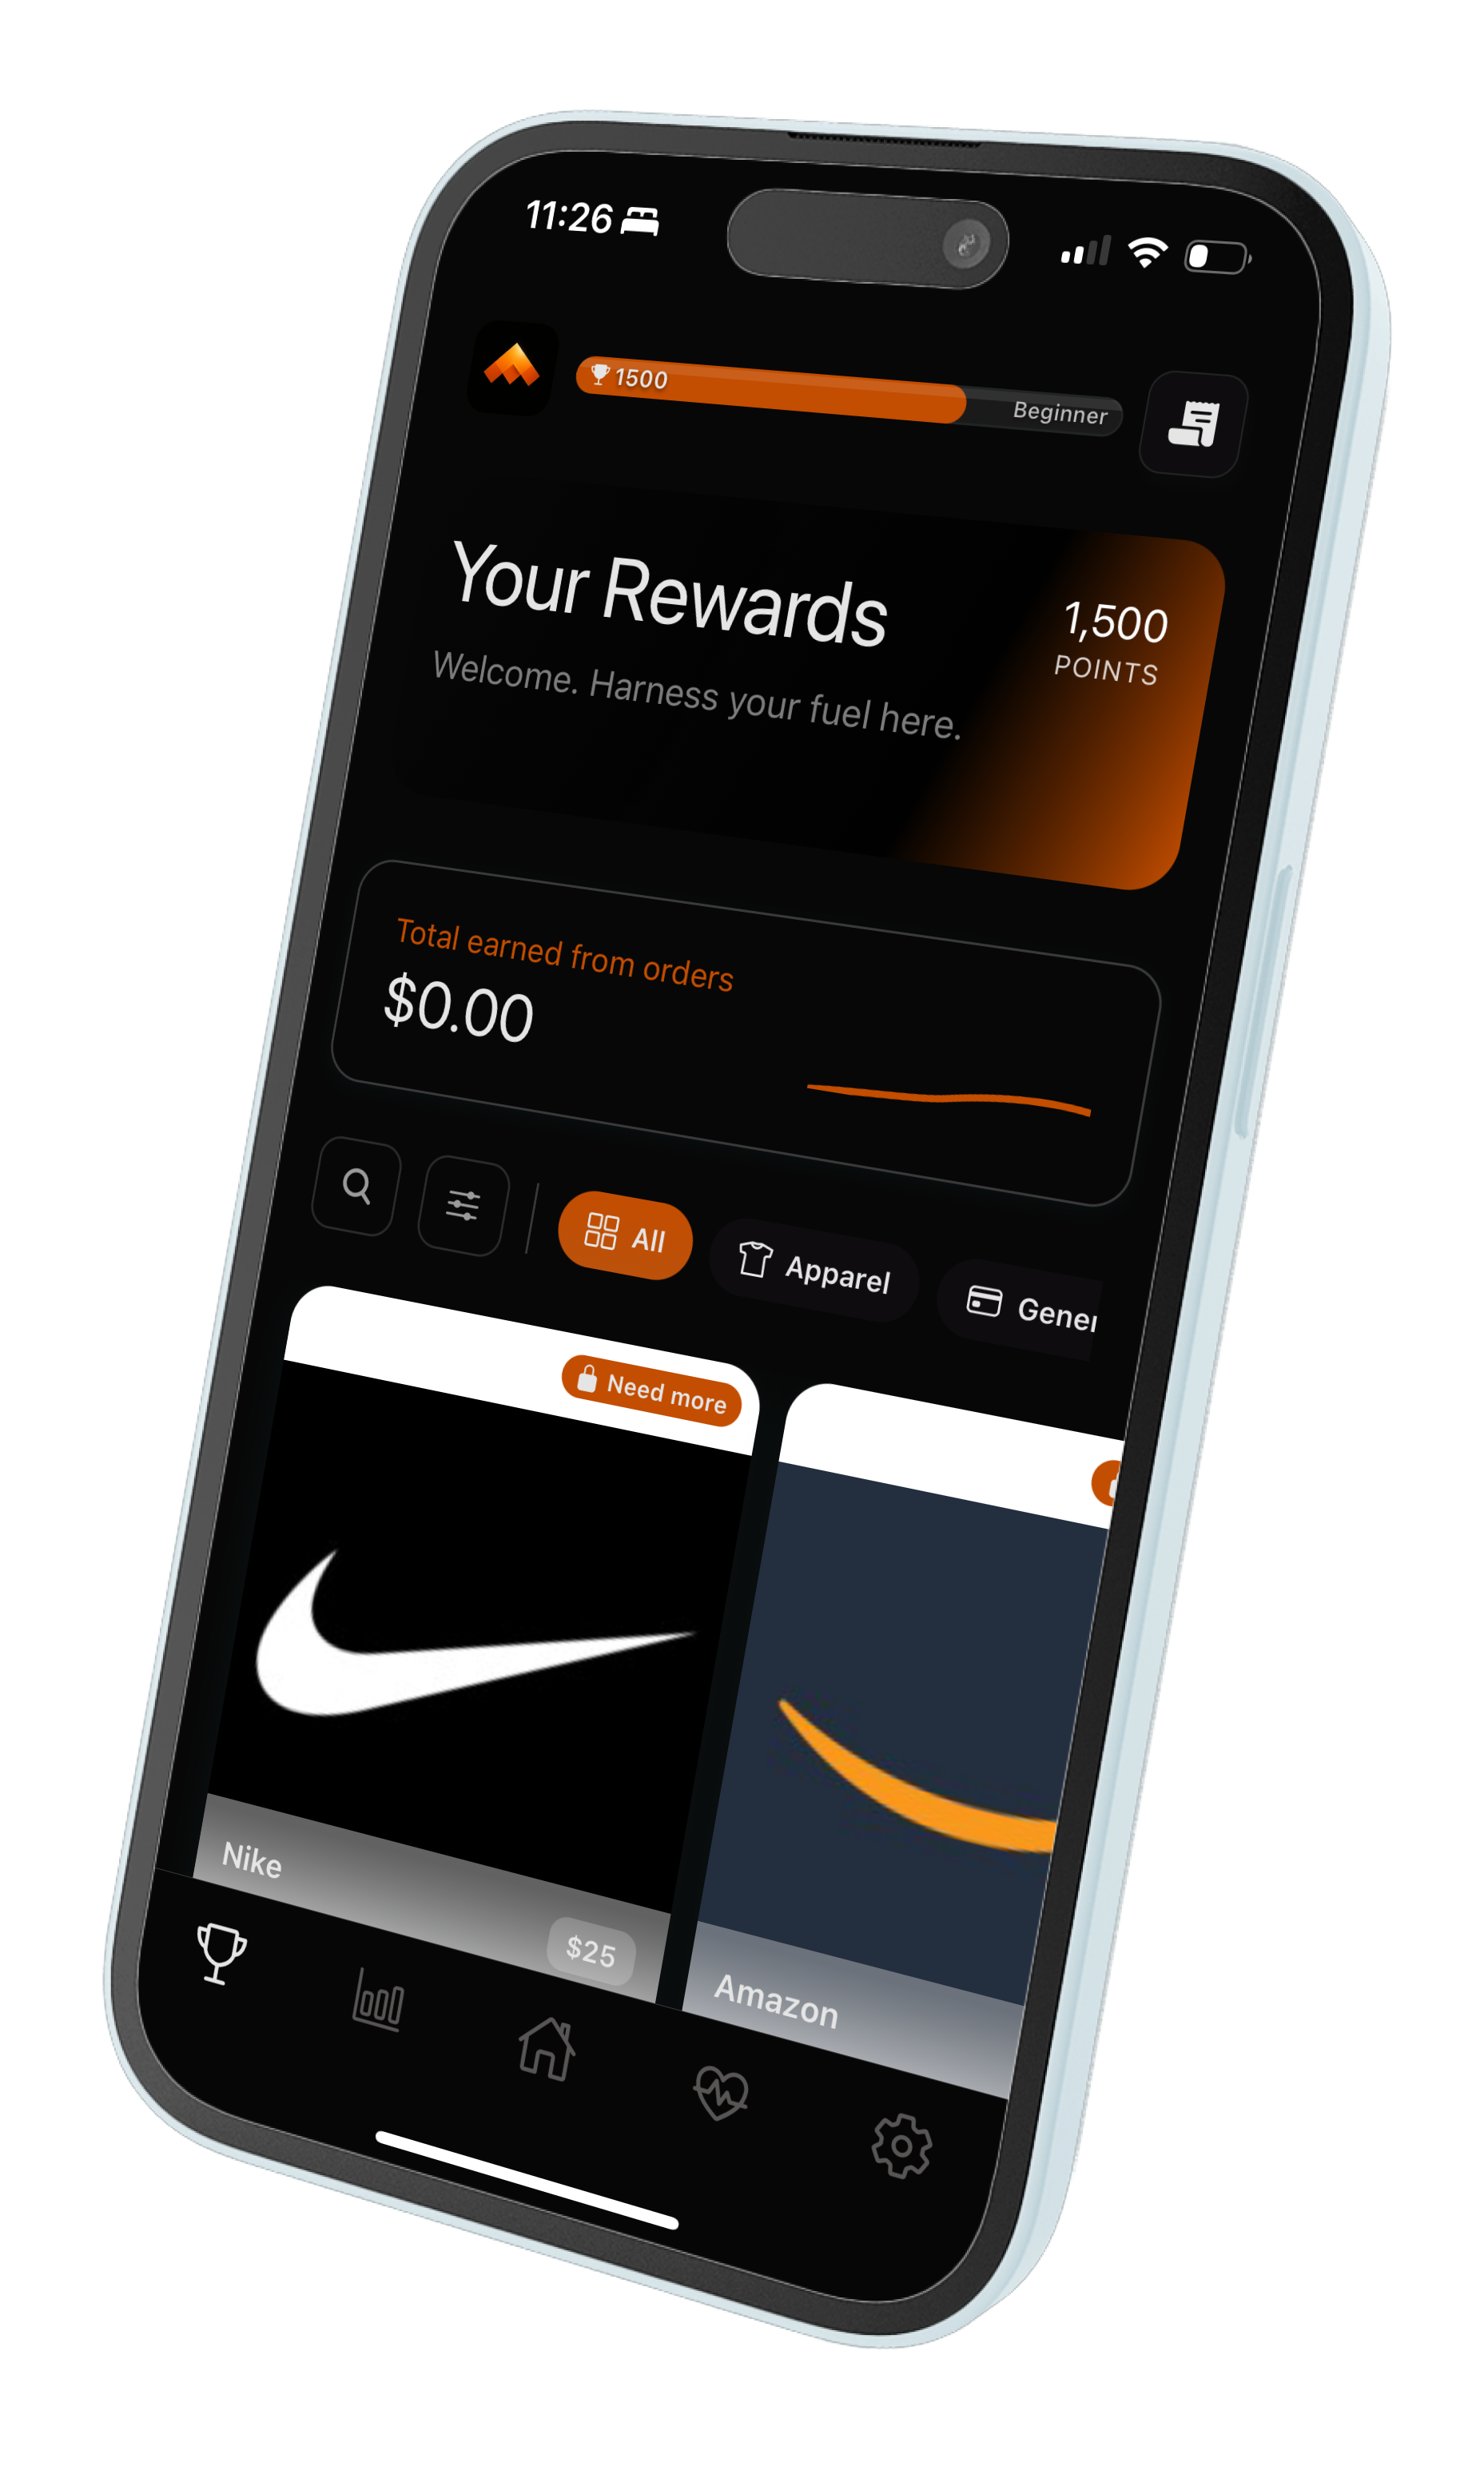 11:26
1500
Beginner
Your Rewards
1,500
POINTS
Welcome. Harness your fuel here.
Total earned from orders
$0.00
All
Apparel
Gener
Need more
Nike
$25
Amazon